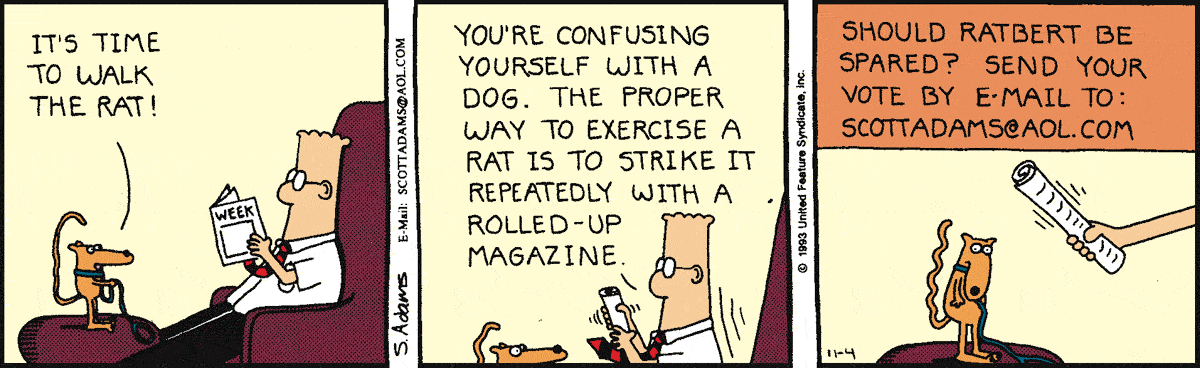 IT'S TIME
TO WALK
THE RAT!
WEEK
S. Adams
E-Mail: SCOTTADAMS@AOL.COM
YOU'RE CONFUSING
YOURSELF WITH A
DOG. THE PROPER
WAY TO EXERCISE A
RAT IS TO STRIKE IT
REPEATEDLY WITH A
ROLLED-UP
MAGAZINE.
© 1993 United Feature Syndicate, Inc.
SHOULD RATBERT BE
SPARED? SEND YOUR
VOTE BY E-MAIL TO:
SCOTTADAMS@AOL.COM
11-4